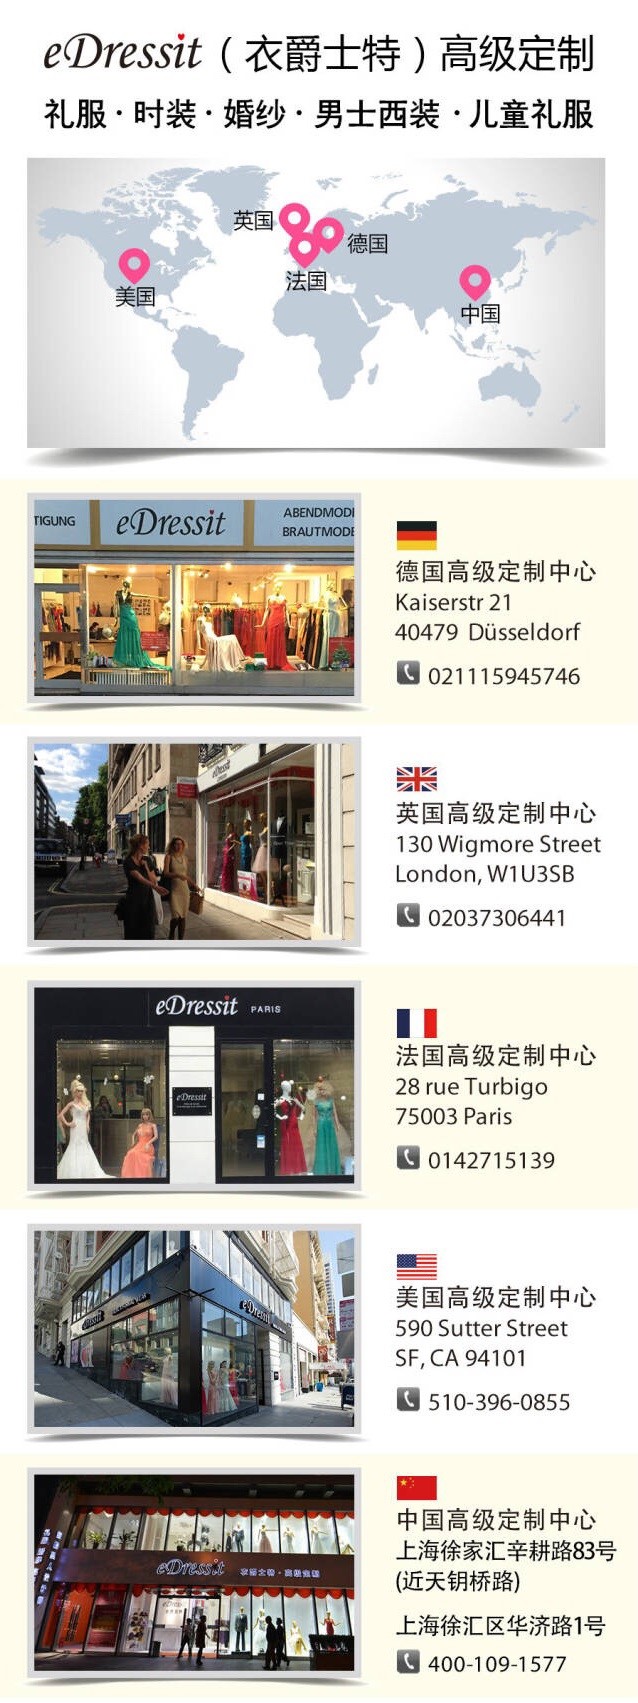 eDressit（衣爵士特）高级定制
礼服·时装·婚纱·男士西装·儿童礼服
英国
德国
法国
美国
中国
TIGUNG
eDressit
ABENDMODE
BRAUTMODE
德国高级定制中心
Kaiserstr 21
40479 Düsseldorf
021115945746
eDressit
英国高级定制中心
130 Wigmore Street
London, W1U3SB
02037306441
eDressit PARIS
eDressit
法国高级定制中心
28 rue Turbigo
75003 Paris
0142715139
eDressit
eDressit
美国高级定制中心
590 Sutter Street
SF, CA 94101
510-396-0855
eDressit 衣爵士特·高级定制
中国高级定制中心
上海徐家汇辛耕路83号
(近天钥桥路)
上海徐汇区华济路1号
400-109-1577